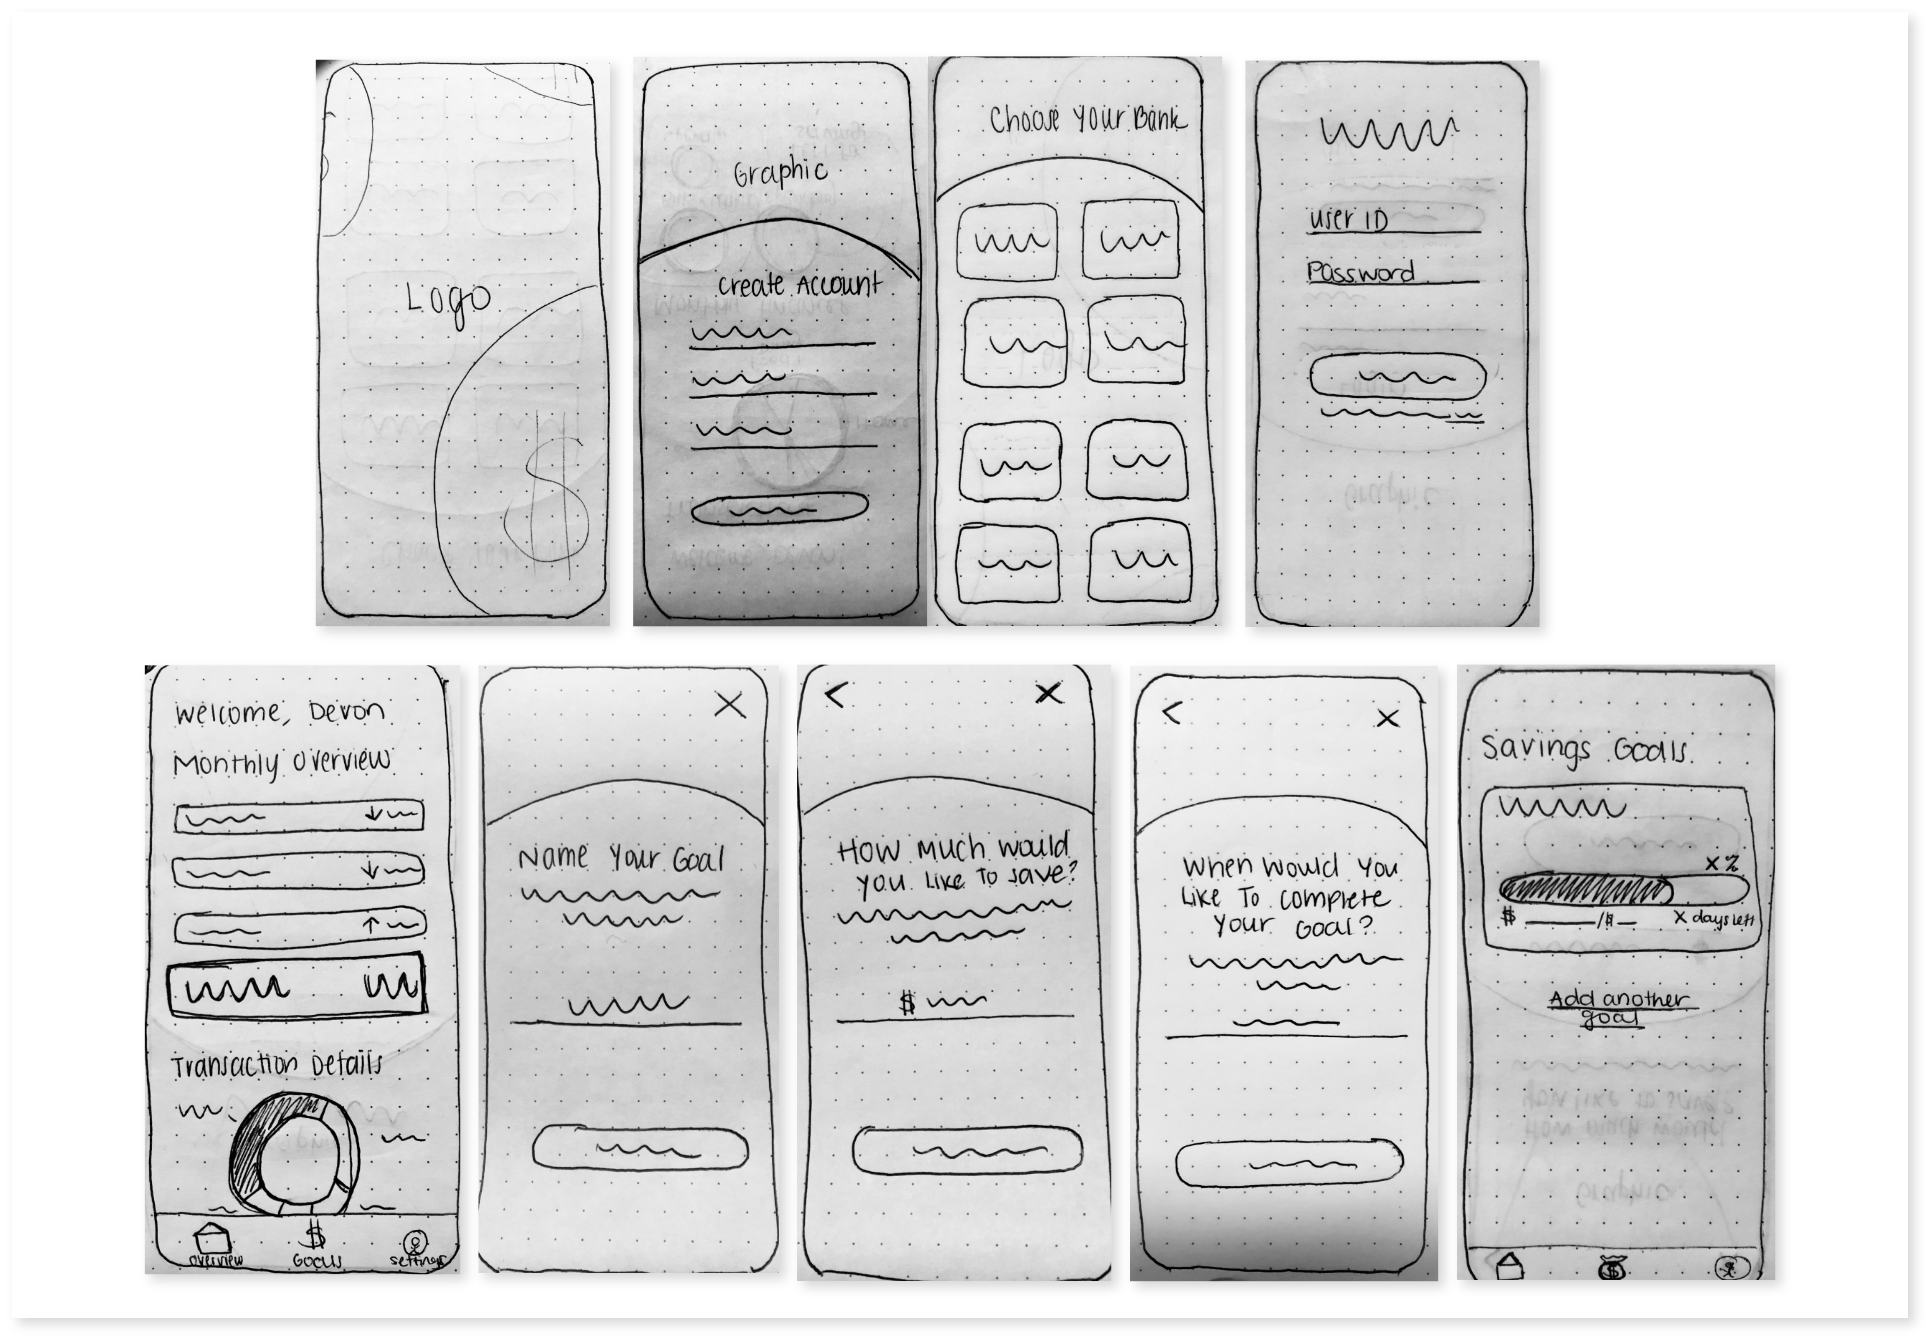 Logo
$
Graphic
Create Account
Choose Your Bank
User ID
Password
Welcome, Devon
Monthly Overview
Transaction Details
$
overview
Goals
settings
Name Your Goal
How Much would
you Like To save?
$
When would you
Like To complete
your Goal?
Savings Goals
X %
$ /$
X days left
Add another
goal
$